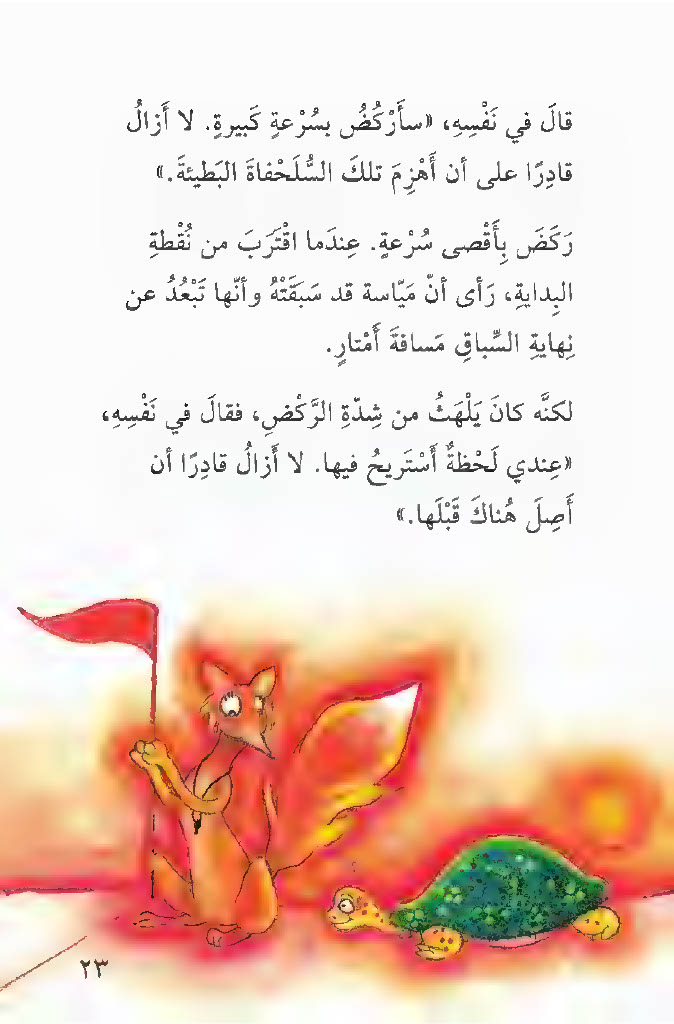 قالَ في نَفْسِهِ، «سأَرْكُضُ بسُرْعةٍ كَبيرةٍ. لا أَزالُ
قادِرًا على أن أَهْزِمَ تلكَ السُّلَحْفاةَ البَطيئةَ.»
رَكَضَ بِأَقْصى سُرْعةٍ. عِندَما اقْتَرَبَ من نُقْطةِ
البِدايةِ، رَأى أنّ مَيّاسة قد سَبَقَتْهُ وأنّها تَبْعُدُ عن
نِهايةِ السِّباقِ مَسافةَ أَمْتارٍ.
لكنَّه كانَ يَلْهَثُ من شِدّةِ الرَّكْضِ، فقالَ في نَفْسِهِ،
«عِندي لَحْظةٌ أَسْتَريحُ فيها. لا أَزالُ قادِرًا أن
أَصِلَ هُناكَ قَبْلَها.»
٢٣